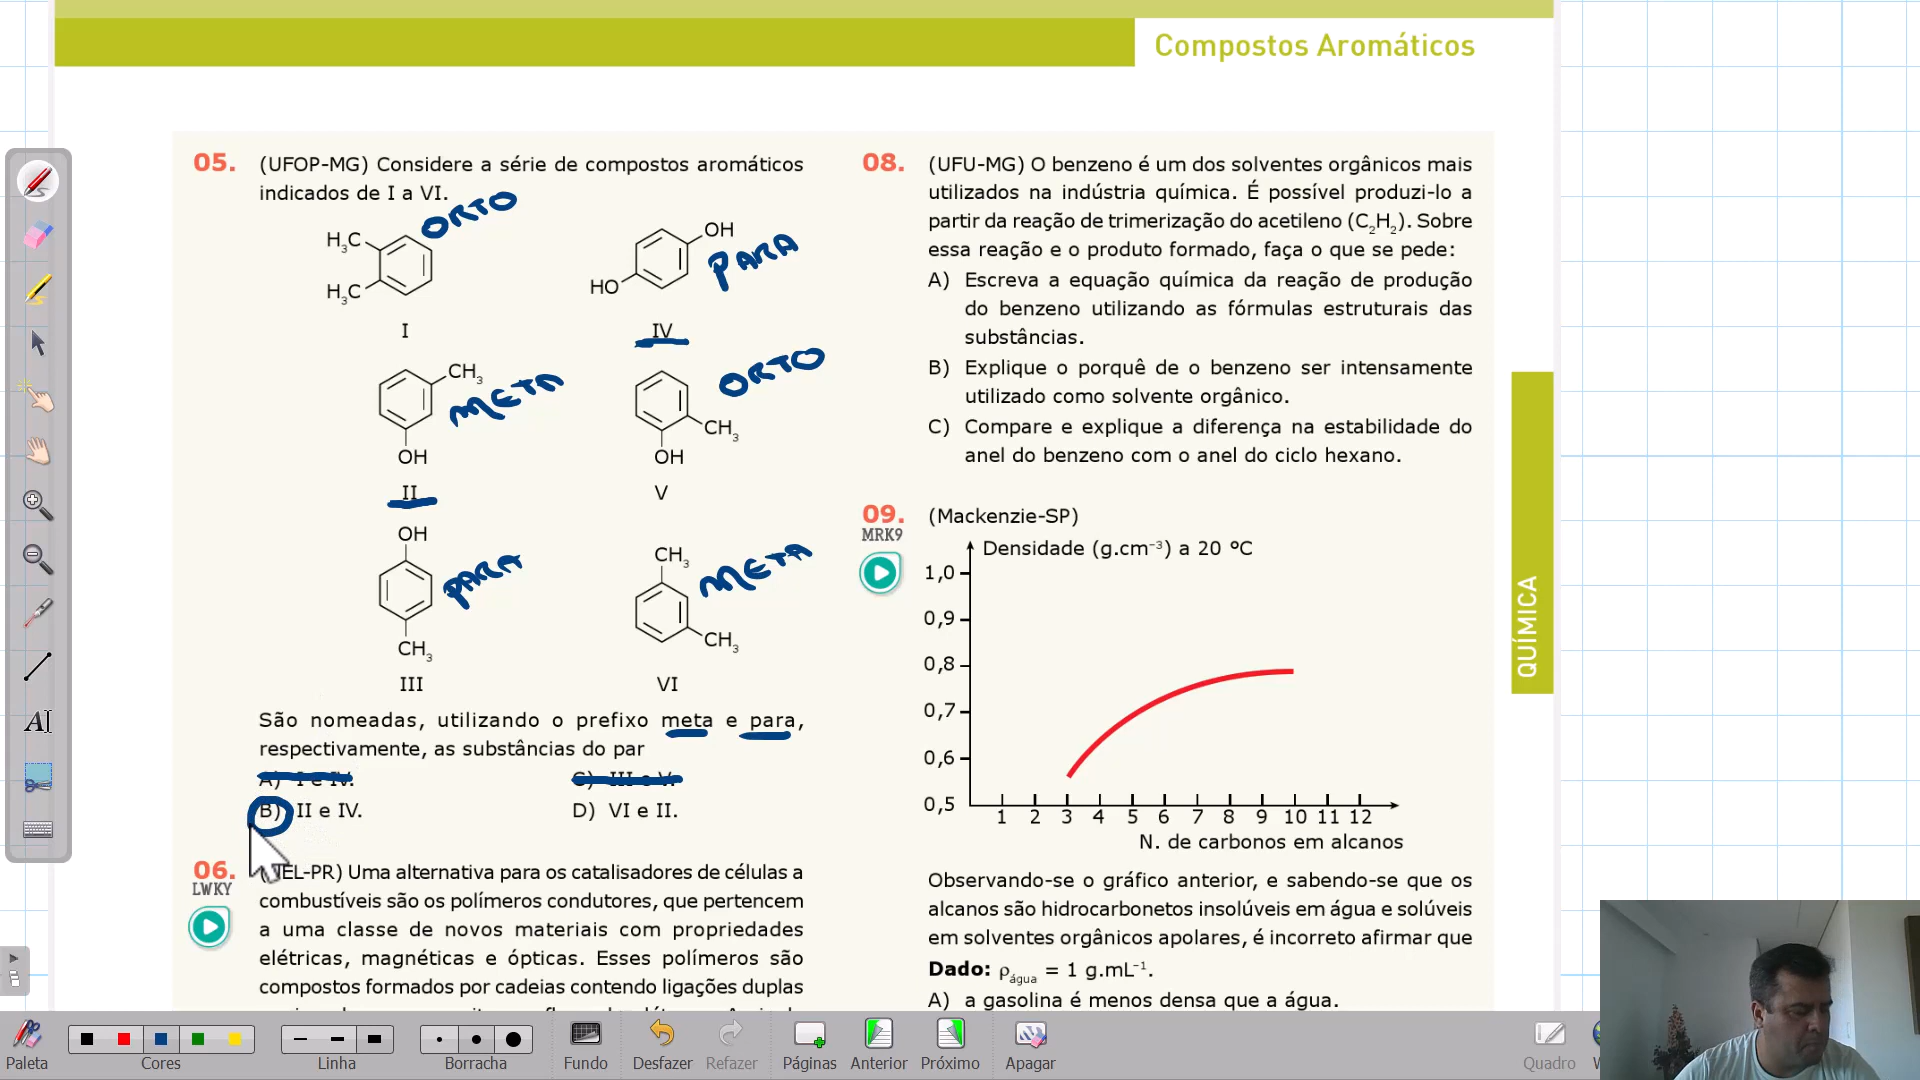 Compostos Aromáticos
05. (UFOP-MG) Considere a série de compostos aromáticos
indicados de I a VI.
H3C
H3C
ORTO
I
OH
HO
PARA
IV
CH3
OH
META
II
CH3
OH
ORTO
V
OH
CH3
PARA
III
CH3
CH3
META
VI
São nomeadas, utilizando o prefixo meta e para,
respectivamente, as substâncias do par
A) I e IV.
C) III e V.
B) II e IV.
D) VI e II.
06. EL-PR) Uma alternativa para os catalisadores de células a
LWKY
combustíveis são os polímeros condutores, que pertencem
a uma classe de novos materiais com propriedades
elétricas, magnéticas e ópticas. Esses polímeros são
compostos formados por cadeias contendo ligações duplas
08. (UFU-MG) O benzeno é um dos solventes orgânicos mais
utilizados na indústria química. É possível produzi-lo a
partir da reação de trimerização do acetileno (C2H2). Sobre
essa reação e o produto formado, faça o que se pede:
A) Escreva a equação química da reação de produção
do benzeno utilizando as fórmulas estruturais das
substâncias.
B) Explique o porquê de o benzeno ser intensamente
utilizado como solvente orgânico.
C) Compare e explique a diferença na estabilidade do
anel do benzeno com o anel do ciclo hexano.
09. (Mackenzie-SP)
MRK9
Densidade (g.cm⁻³) a 20 ºC
1,0
0,9
0,8
0,7
0,6
0,5
1 2 3 4 5 6 7 8 9 10 11 12
N. de carbonos em alcanos
Observando-se o gráfico anterior, e sabendo-se que os
alcanos são hidrocarbonetos insolúveis em água e solúveis
em solventes orgânicos apolares, é incorreto afirmar que
Dado: ρágua = 1 g.mL⁻¹.
A) a gasolina é menos densa que a água.
QUÍMICA
A
Paleta
Cores
Linha
Borracha
Fundo
Desfazer
Refazer
Páginas
Anterior
Próximo
Apagar
Quadro